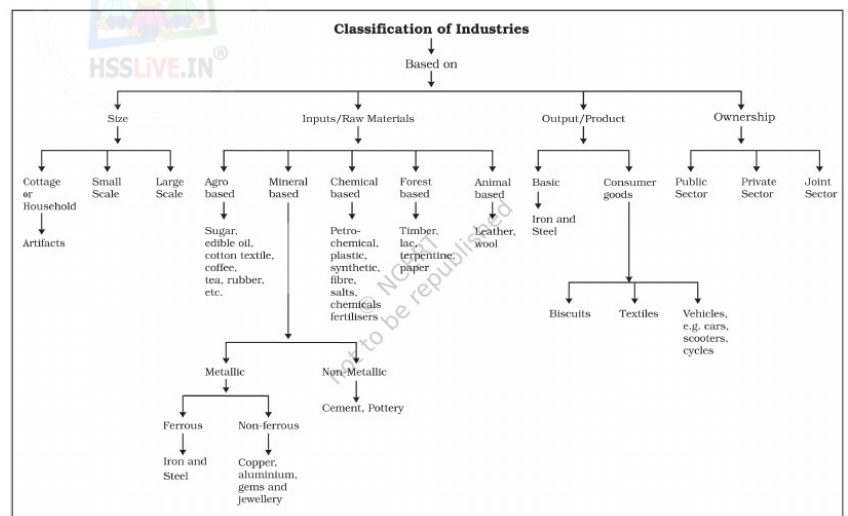 HSSLiVE.IN®
Classification of Industries
Based on
Size
Inputs/Raw Materials
Output/Product
Ownership
Cottage
or
Household
Small
Scale
Large
Scale
Agro
based
Mineral
based
Chemical
based
Forest
based
Animal
based
Basic
Consumer
goods
Public
Sector
Private
Sector
Joint
Sector
Artifacts
Sugar,
edible oil,
cotton textile,
coffee,
tea, rubber,
etc.
Petro-
chemical,
plastic,
synthetic,
fibre,
salts,
chemicals
fertilisers
Timber,
lac,
terpentine,
paper
Leather,
wool
Iron and
Steel
Biscuits
Textiles
Vehicles,
e.g. cars,
scooters,
cycles
Metallic
Non-Metallic
Cement, Pottery
Ferrous
Non-ferrous
Iron and
Steel
Copper,
aluminium,
gems and
jewellery
© NCERT
not to be republished